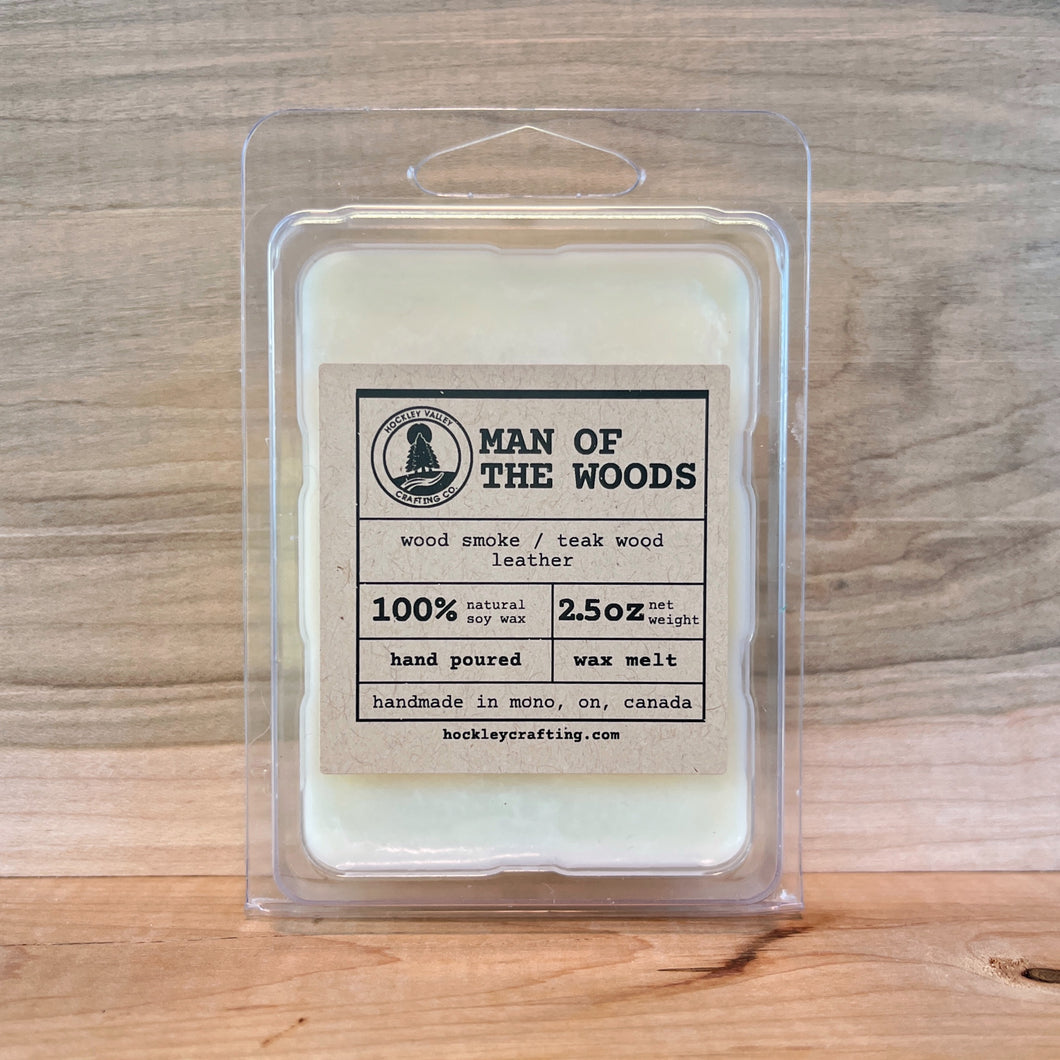 HOCKLEY VALLEY
CRAFTING CO.
MAN OF
THE WOODS
wood smoke / teak wood
leather
100% natural
soy wax
2.5oz net
weight
hand poured
wax melt
handmade in mono, on, canada
hockleycrafting.com